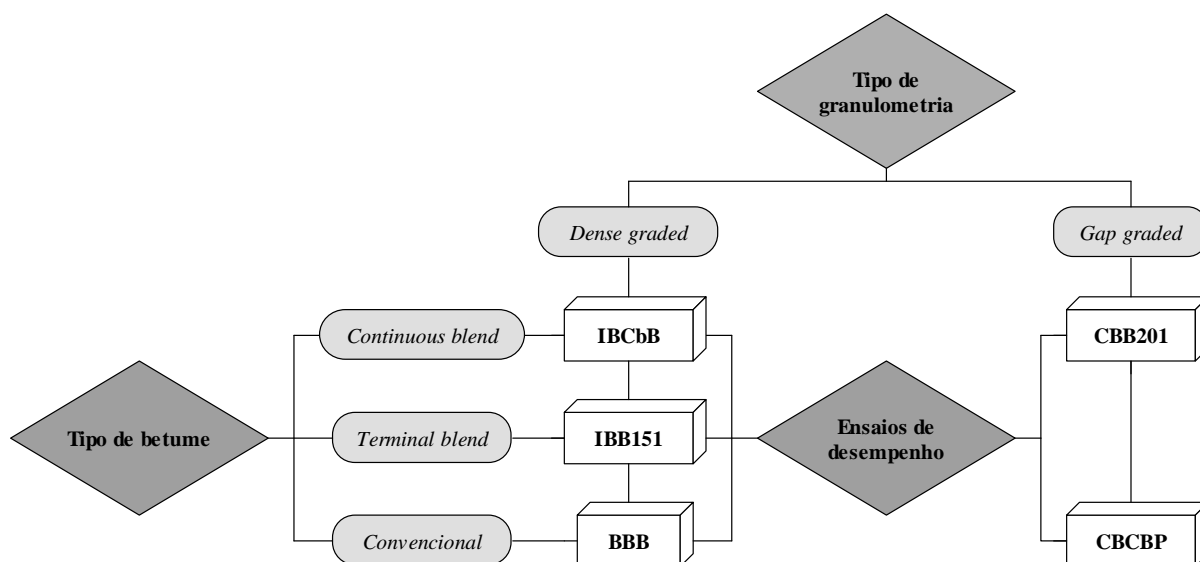 Tipo de
granulometria
Dense graded
Gap graded
Continuous blend
IBCbB
CBB201
Tipo de betume
Terminal blend
IBB151
Ensaios de
desempenho
Convencional
BBB
CBCBP